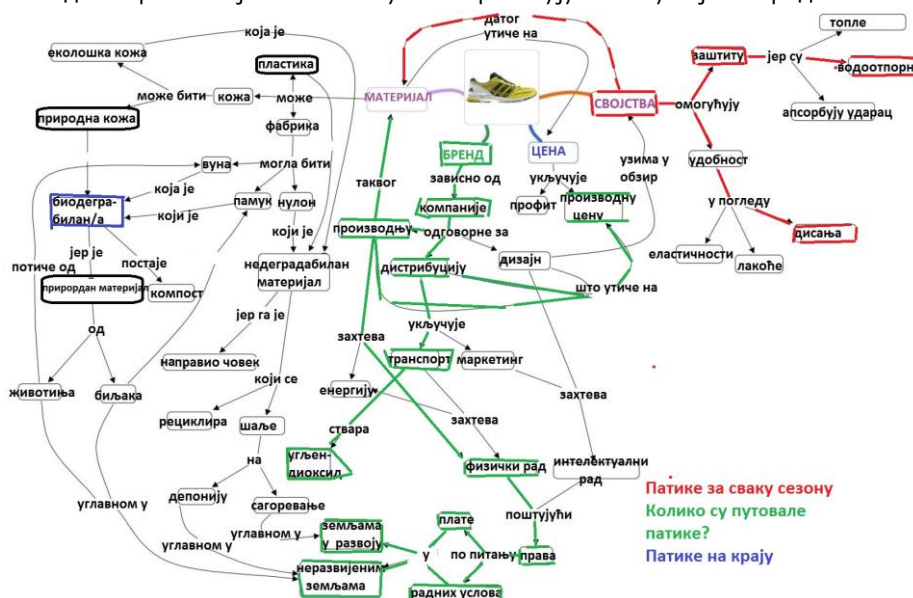 која је
датог
утиче на
топле
еколошка кожа
пластика
заштиту
јер су
водоотпорн
може бити
кожа
МАТЕРИЈАЛ
СВОЈСТВА
омогућују
може
апсорбују ударац
природна кожа
фабрика
БРЕНД
ЦЕНА
узима у
обзир
удобност
вуна
могла бити
зависно од
укључује
таквог
која је
биодегра-
билан/а
памук
нулон
компаније
профит
производну
цену
у погледу
који је
који је
производњу
одговорне за
дисања
јер је
постаје
недеградабилан
материјал
дистрибуцију
дизајн
еластичности
лакоће
потиче од
прирордан материјал
компост
што утиче на
од
јер га је
укључује
захтева
направио човек
транспорт
маркетинг
који се
животиња
биљака
енергију
захтева
захтева
рециклира
шаље
ствара
на
угљен-
диоксид
физички рад
интелектуални
рад
депонију
Патике за сваку сезону
сагоревање
Колико су путовале
патике?
углавном у
поштујући
плате
земљама
у развоју
углавном у
углавном у
у
по питању
права
Патике на крају
неразвијеним
земљама
радних услова